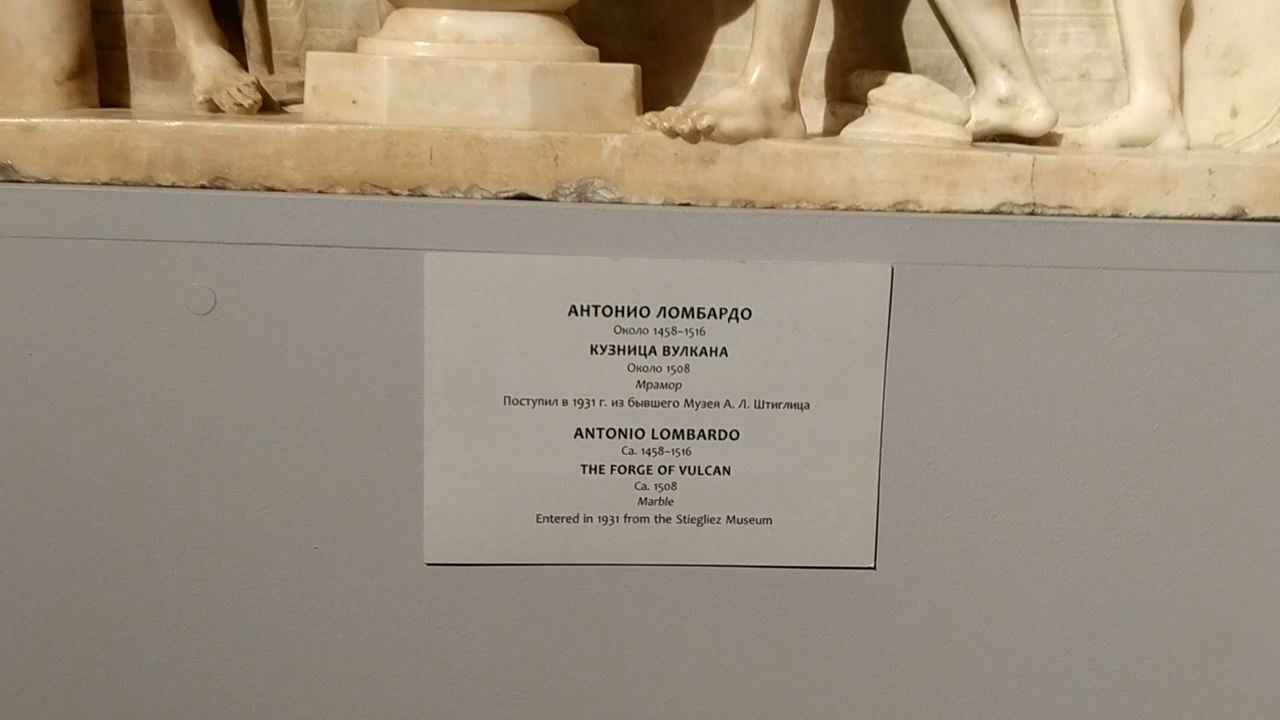 АНТОНИО ЛОМБАРДО
Около 1458–1516
КУЗНИЦА ВУЛКАНА
Около 1508
Мрамор
Поступил в 1931 г. из бывшего Музея А. Л. Штиглица
ANTONIO LOMBARDO
Ca. 1458–1516
THE FORGE OF VULCAN
Ca. 1508
Marble
Entered in 1931 from the Stiegliez Museum